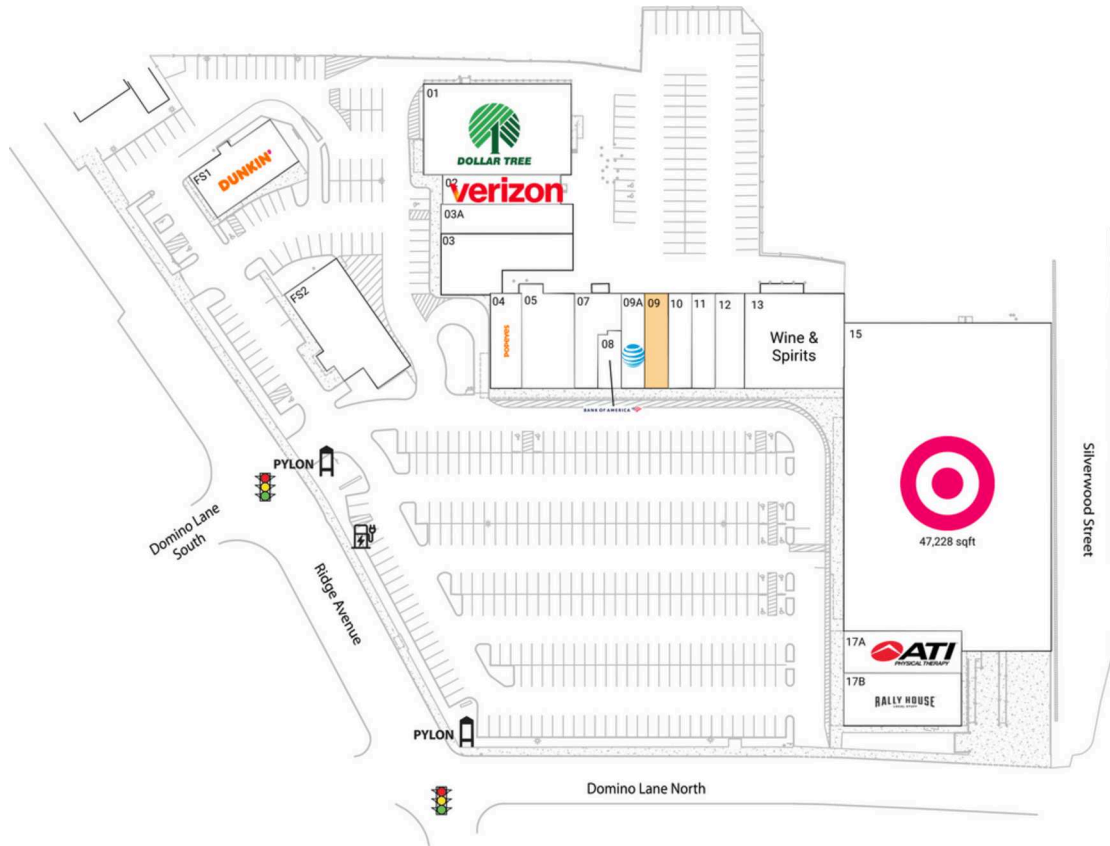 01
DOLLAR TREE
02
verizon
03A
03
FS1
DUNKIN'
FS2
04
POPEYES
05
07
08
BANK OF AMERICA
09A
09
10
11
12
13
Wine &
Spirits
15
47,228 sqft
17A
ATI
PHYSICAL THERAPY
17B
RALLY HOUSE
PYLON
Domino Lane
South
Ridge Avenue
PYLON
Domino Lane North
Silverwood Street